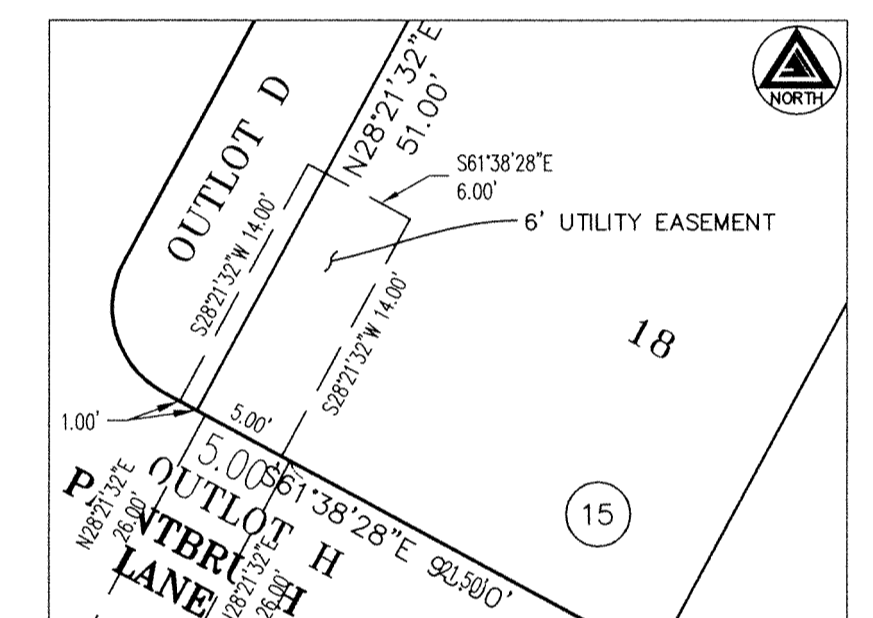 OUTLOT D
N28°21'32"E
51.00'
NORTH
S61°38'28"E
6.00'
6' UTILITY EASEMENT
S28°21'32"W 14.00'
S28°21'32"W 14.00'
18
1.00'
5.00'
5.00'
S61°38'28"E
OUTLOT H
LANE
N28°21'32"E
26.00'
N28°21'32"E
26.00'
15